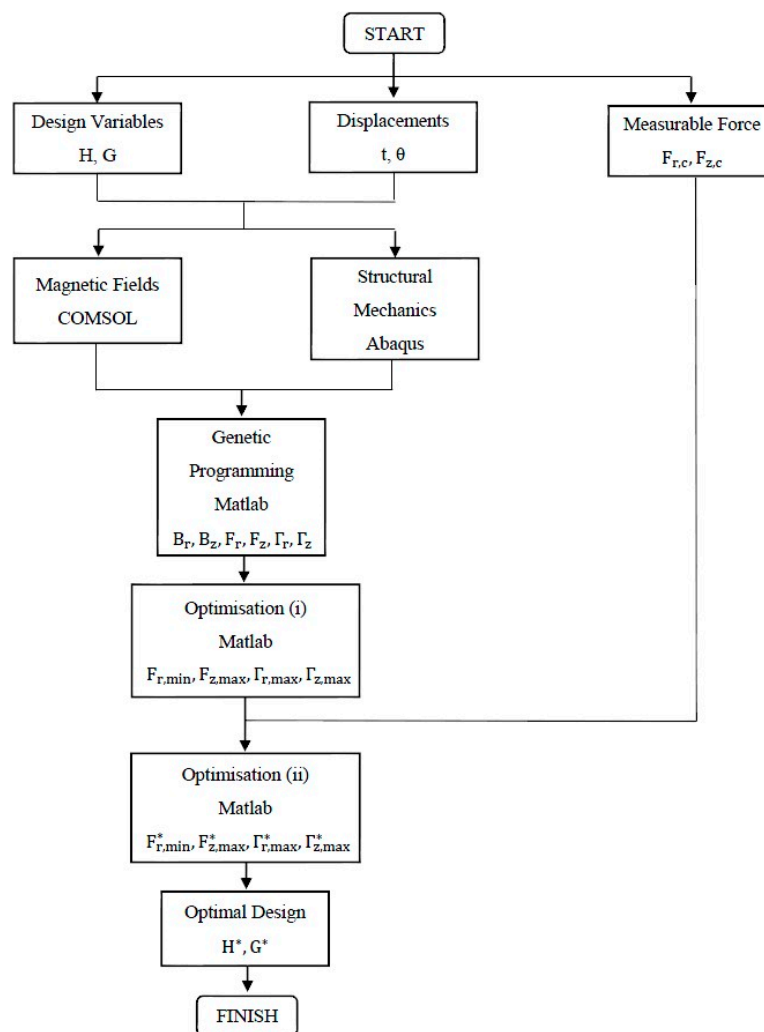 START
Design Variables
H, G
Displacements
t, θ
Measurable Force
F_{r,c}, F_{z,c}
Magnetic Fields
COMSOL
Structural
Mechanics
Abaqus
Genetic
Programming
Matlab
B_r, B_z, F_r, F_z, Γ_r, Γ_z
Optimisation (i)
Matlab
F_{r,min}, F_{z,max}, Γ_{r,max}, Γ_{z,max}
Optimisation (ii)
Matlab
F*_{r,min}, F*_{z,max}, Γ*_{r,max}, Γ*_{z,max}
Optimal Design
H*, G*
FINISH